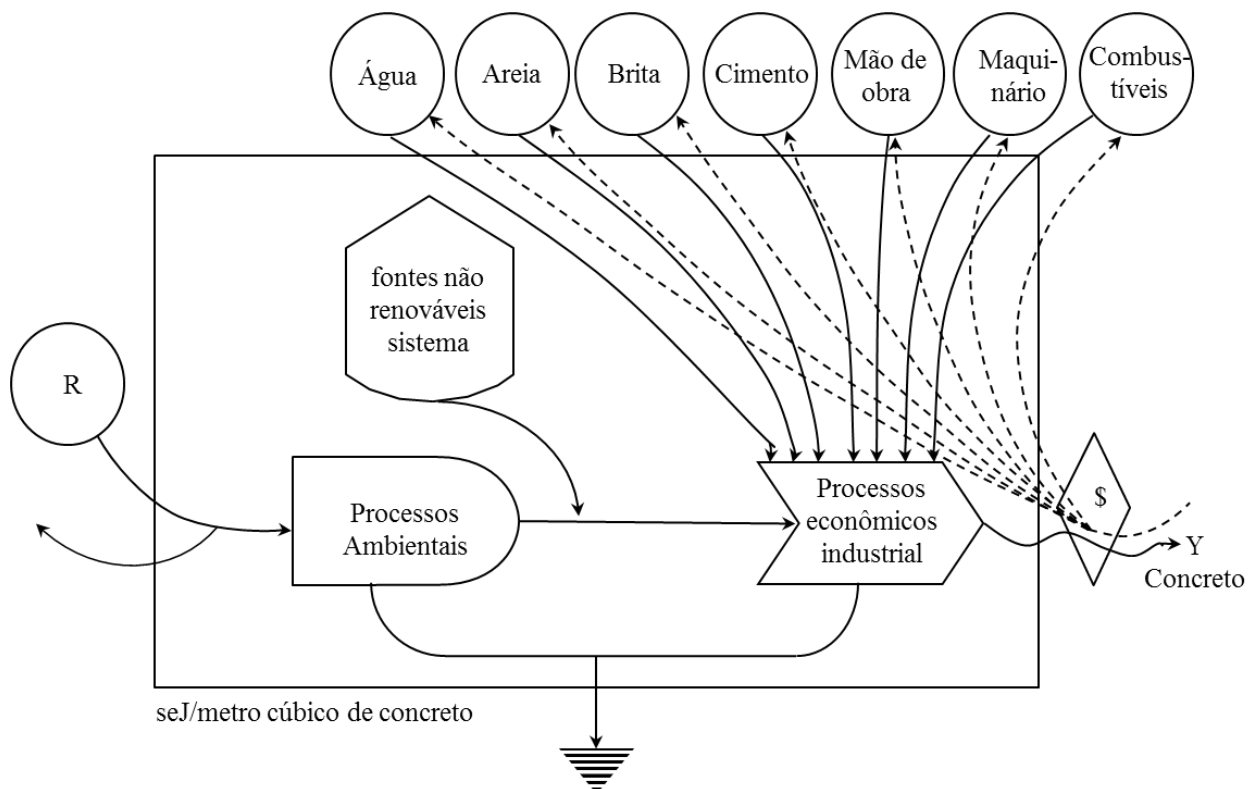 Água
Areia
Brita
Cimento
Mão de
obra
Maqui-
nário
Combus-
tíveis
fontes não
renováveis
sistema
R
Processos
Ambientais
Processos
econômicos
industrial
$
Y
Concreto
seJ/metro cúbico de concreto